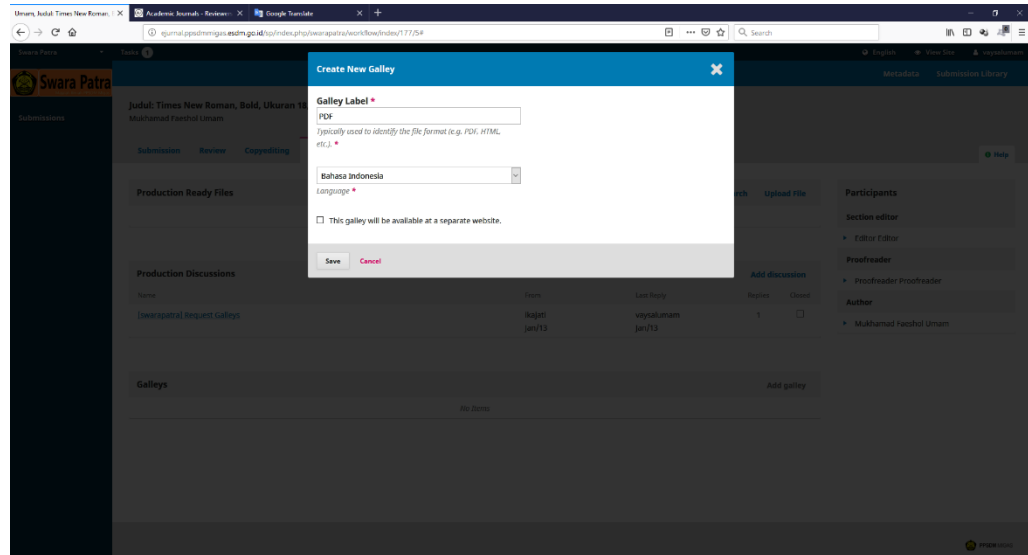 Umam, Judul: Times New Roman,
Academic Journals - Reviewer
Google Translate
ejurnal.ppsdmmigas.esdm.go.id/sp/index.php/swarapatra/workflow/index/177/5#
Search
Swara Patra
Tasks 1
English
View Site
vaysalumam
Swara Patra
Metadata
Submission Library
Submissions
Judul: Times New Roman, Bold, Ukuran 18
Mukhamad Faeshol Umam
Submission
Review
Copyediting
Help
Create New Galley
Galley Label *
PDF
Typically used to identify the file format (e.g. PDF, HTML,
etc.). *
Bahasa Indonesia
Language *
This galley will be available at a separate website.
Save
Cancel
Production Ready Files
Upload File
Participants
Section editor
Editor Editor
Proofreader
Proofreader Proofreader
Author
Mukhamad Faeshol Umam
Production Discussions
Add discussion
Name
From
Last Reply
Replies
Closed
[swarapatra] Request Galleys
ikajati
vaysalumam
1
Jan/13
Jan/13
Galleys
Add galley
No Items